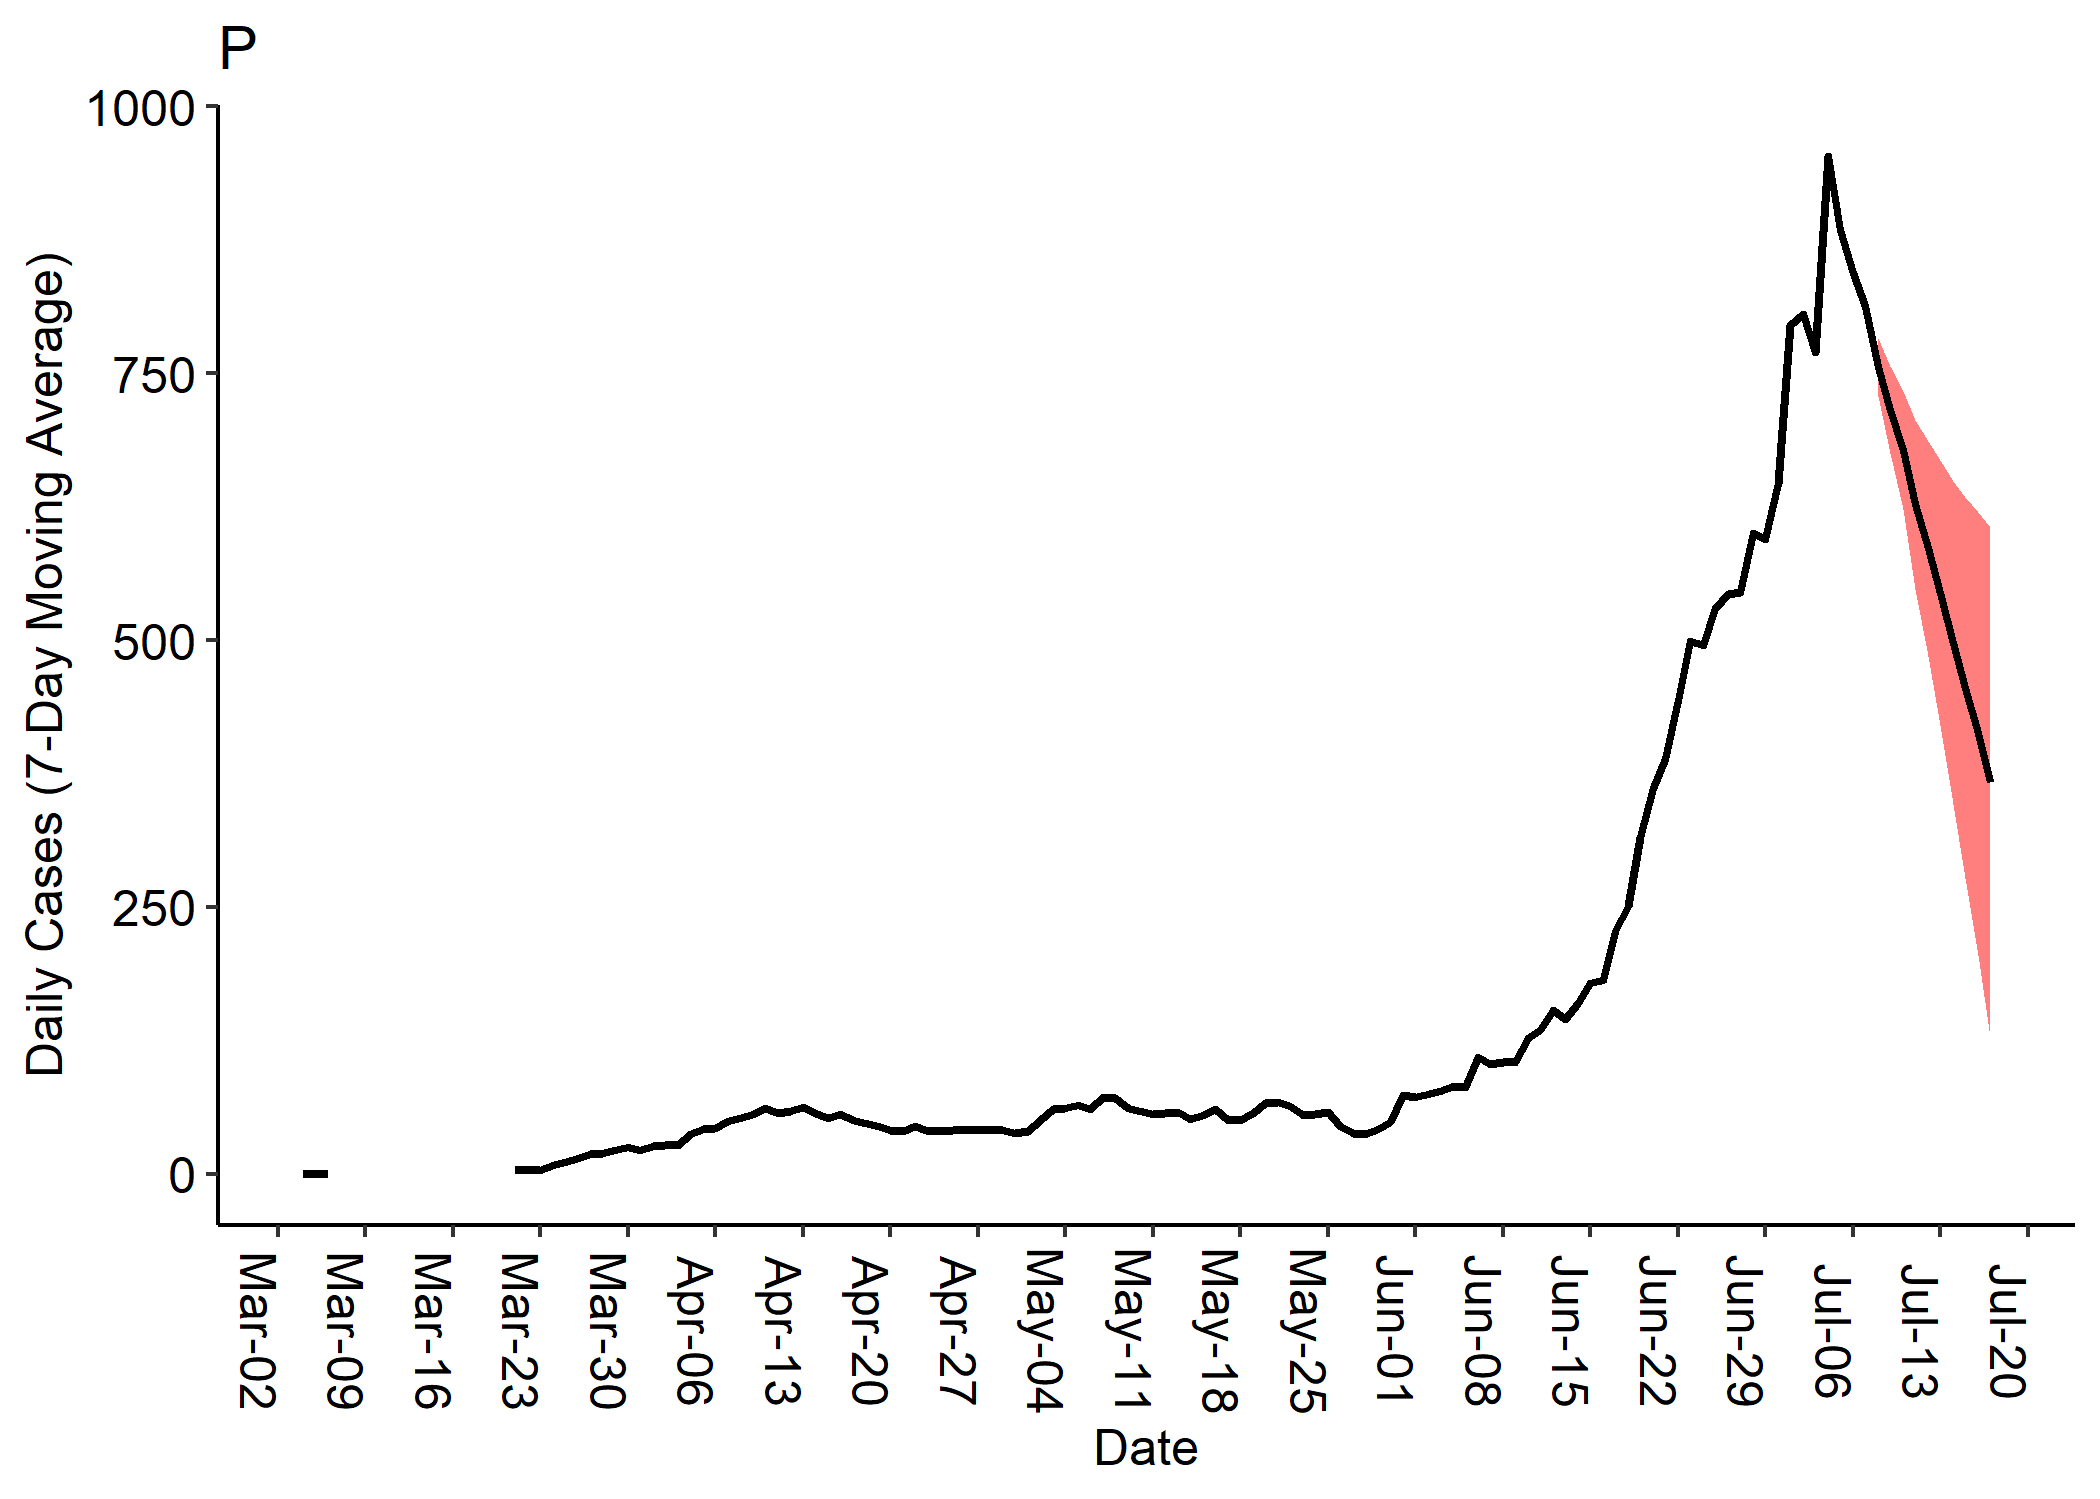 P
1000
750
500
250
0
Daily Cases (7-Day Moving Average)
Mar-02
Mar-09
Mar-16
Mar-23
Mar-30
Apr-06
Apr-13
Apr-20
Apr-27
May-04
May-11
May-18
May-25
Jun-01
Jun-08
Jun-15
Jun-22
Jun-29
Jul-06
Jul-13
Jul-20
Date